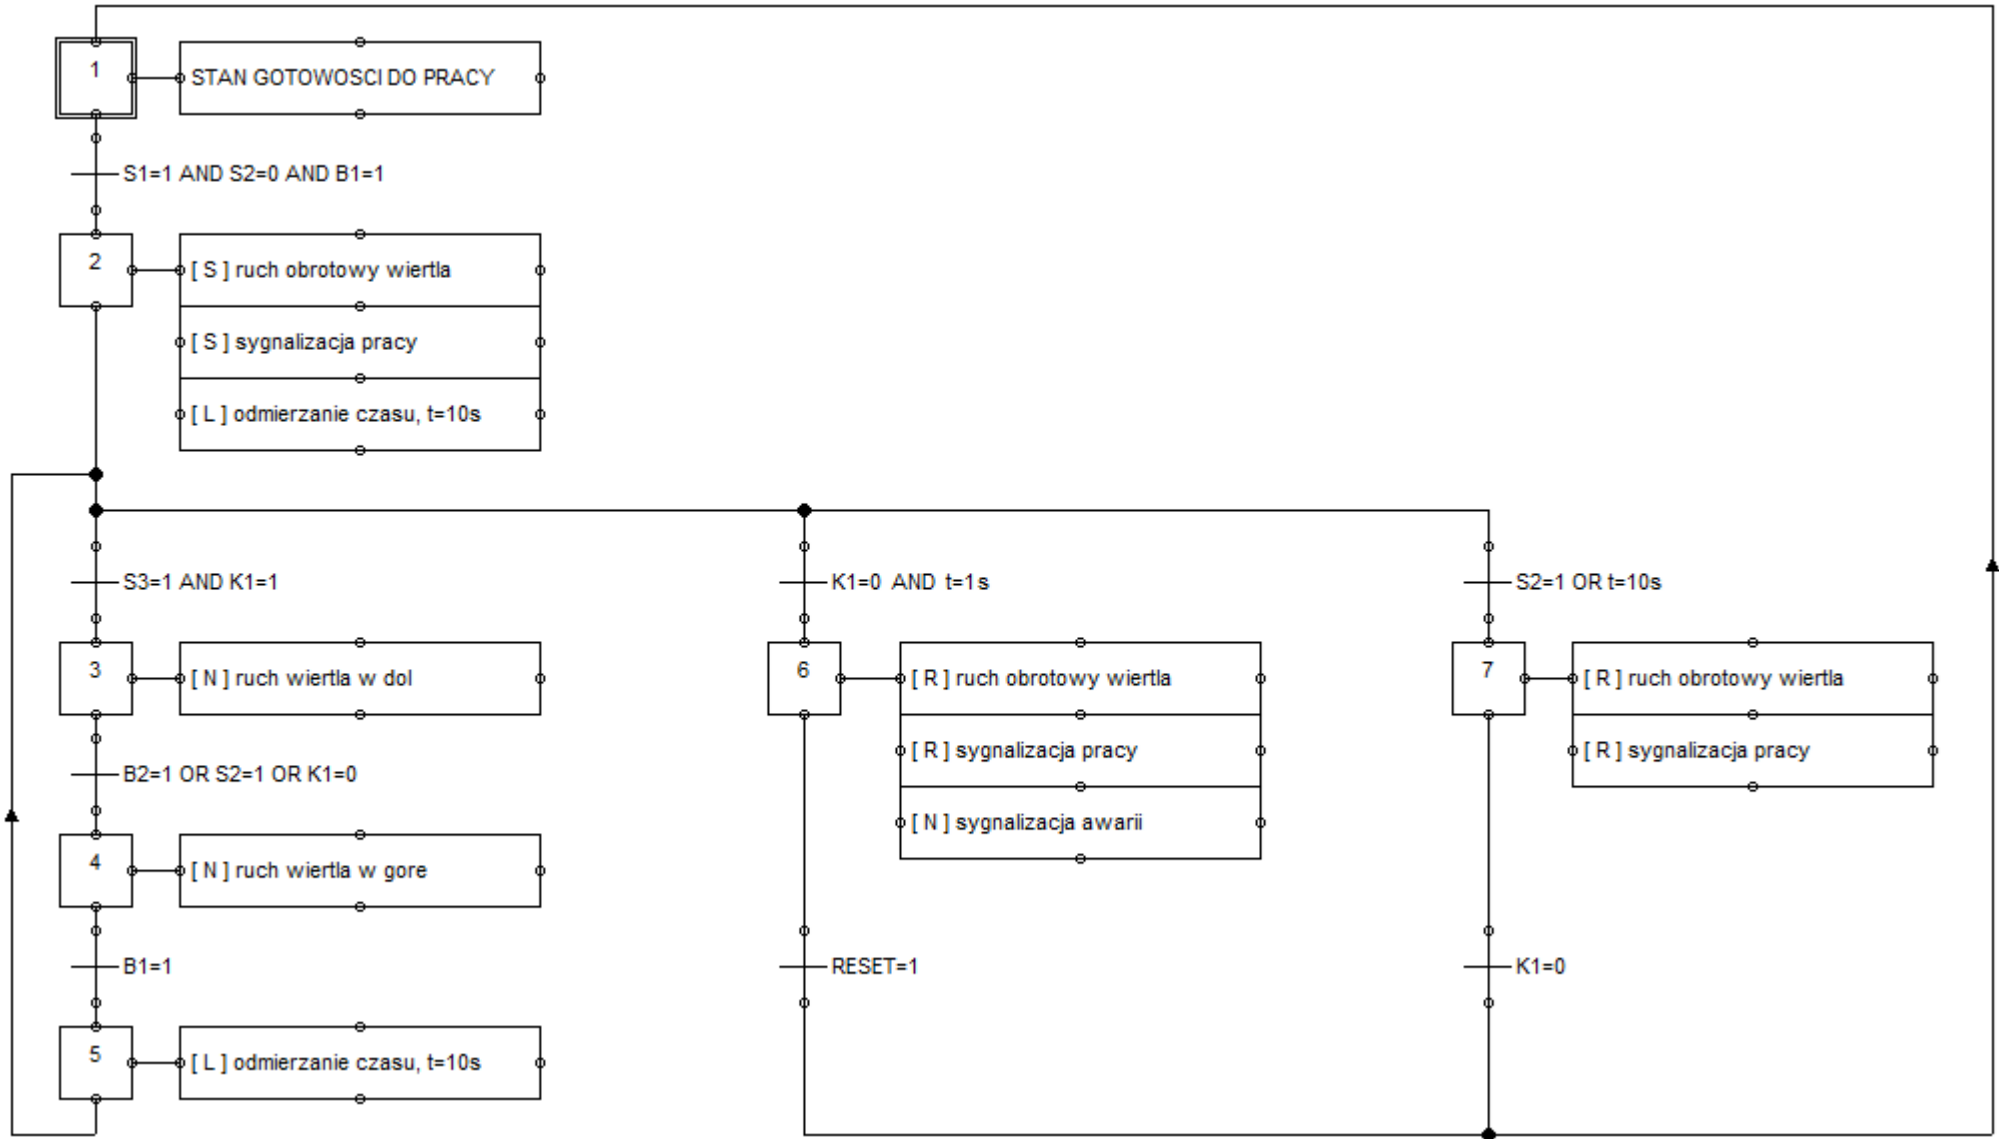 1
STAN GOTOWOSCI DO PRACY
S1=1 AND S2=0 AND B1=1
2
[ S ] ruch obrotowy wiertla
[ S ] sygnalizacja pracy
[ L ] odmierzanie czasu, t=10s
S3=1 AND K1=1
K1=0 AND t=1s
S2=1 OR t=10s
3
[ N ] ruch wiertla w dol
6
[ R ] ruch obrotowy wiertla
[ R ] sygnalizacja pracy
[ N ] sygnalizacja awarii
7
[ R ] ruch obrotowy wiertla
[ R ] sygnalizacja pracy
B2=1 OR S2=1 OR K1=0
4
[ N ] ruch wiertla w gore
B1=1
RESET=1
K1=0
5
[ L ] odmierzanie czasu, t=10s